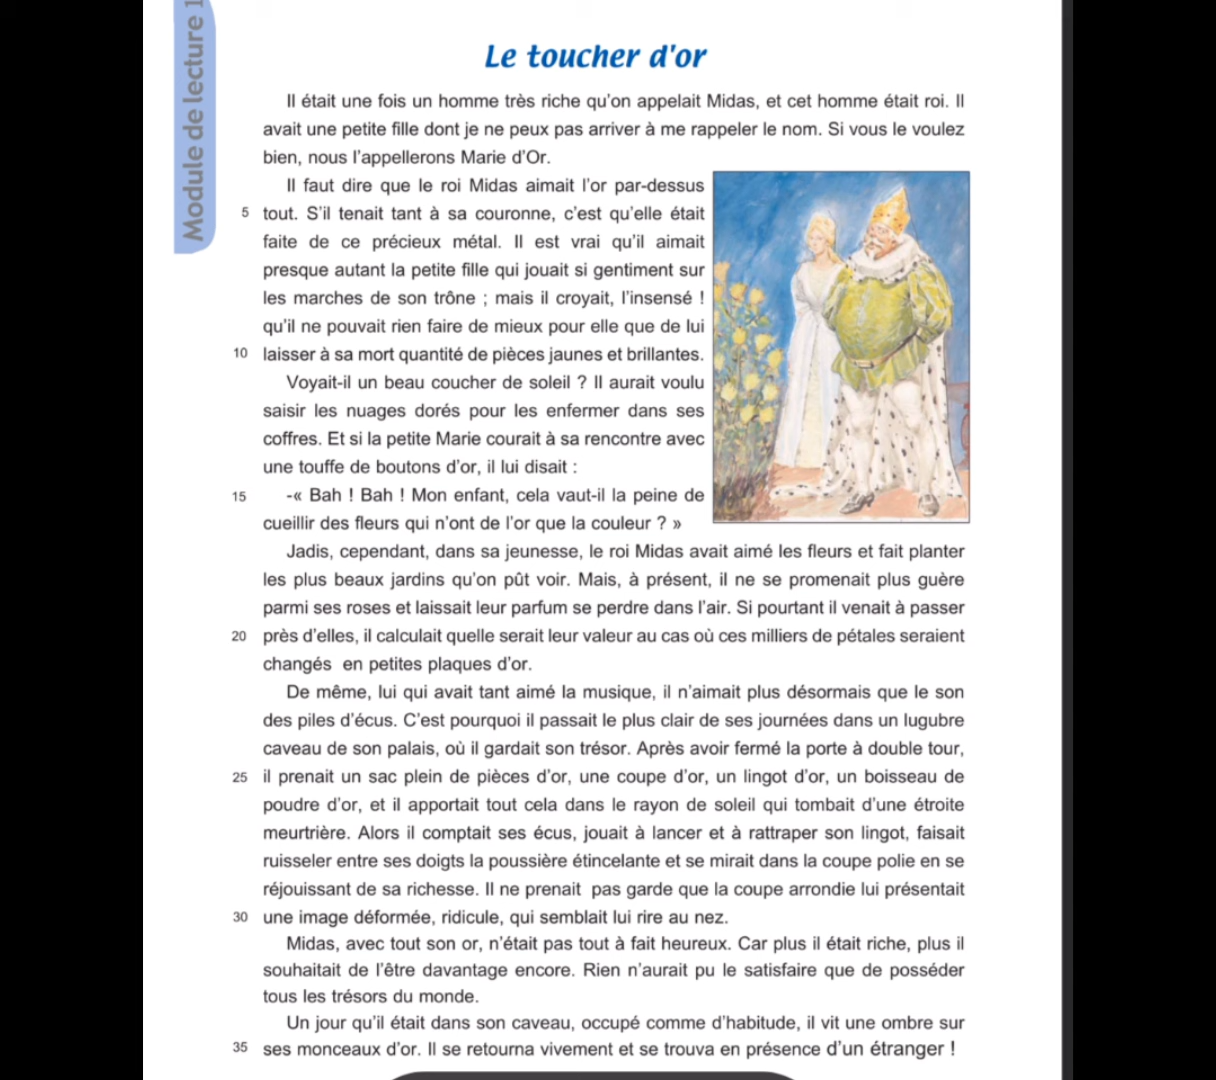 Module de lecture 1
Le toucher d'or
Il était une fois un homme très riche qu'on appelait Midas, et cet homme était roi. Il
avait une petite fille dont je ne peux pas arriver à me rappeler le nom. Si vous le voulez
bien, nous l'appellerons Marie d'Or.
Il faut dire que le roi Midas aimait l'or par-dessus
5 tout. S'il tenait tant à sa couronne, c'est qu'elle était
faite de ce précieux métal. Il est vrai qu'il aimait
presque autant la petite fille qui jouait si gentiment sur
les marches de son trône ; mais il croyait, l'insensé !
qu'il ne pouvait rien faire de mieux pour elle que de lui
10 laisser à sa mort quantité de pièces jaunes et brillantes.
Voyait-il un beau coucher de soleil ? Il aurait voulu
saisir les nuages dorés pour les enfermer dans ses
coffres. Et si la petite Marie courait à sa rencontre avec
une touffe de boutons d'or, il lui disait :
15 -« Bah ! Bah ! Mon enfant, cela vaut-il la peine de
cueillir des fleurs qui n'ont de l'or que la couleur ? »
Jadis, cependant, dans sa jeunesse, le roi Midas avait aimé les fleurs et fait planter
les plus beaux jardins qu'on pût voir. Mais, à présent, il ne se promenait plus guère
parmi ses roses et laissait leur parfum se perdre dans l'air. Si pourtant il venait à passer
20 près d'elles, il calculait quelle serait leur valeur au cas où ces milliers de pétales seraient
changés en petites plaques d'or.
De même, lui qui avait tant aimé la musique, il n'aimait plus désormais que le son
des piles d'écus. C'est pourquoi il passait le plus clair de ses journées dans un lugubre
caveau de son palais, où il gardait son trésor. Après avoir fermé la porte à double tour,
25 il prenait un sac plein de pièces d'or, une coupe d'or, un lingot d'or, un boisseau de
poudre d'or, et il apportait tout cela dans le rayon de soleil qui tombait d'une étroite
meurtrière. Alors il comptait ses écus, jouait à lancer et à rattraper son lingot, faisait
ruisseler entre ses doigts la poussière étincelante et se mirait dans la coupe polie en se
réjouissant de sa richesse. Il ne prenait pas garde que la coupe arrondie lui présentait
30 une image déformée, ridicule, qui semblait lui rire au nez.
Midas, avec tout son or, n'était pas tout à fait heureux. Car plus il était riche, plus il
souhaitait de l'être davantage encore. Rien n'aurait pu le satisfaire que de posséder
tous les trésors du monde.
Un jour qu'il était dans son caveau, occupé comme d'habitude, il vit une ombre sur
35 ses monceaux d'or. Il se retourna vivement et se trouva en présence d'un étranger !